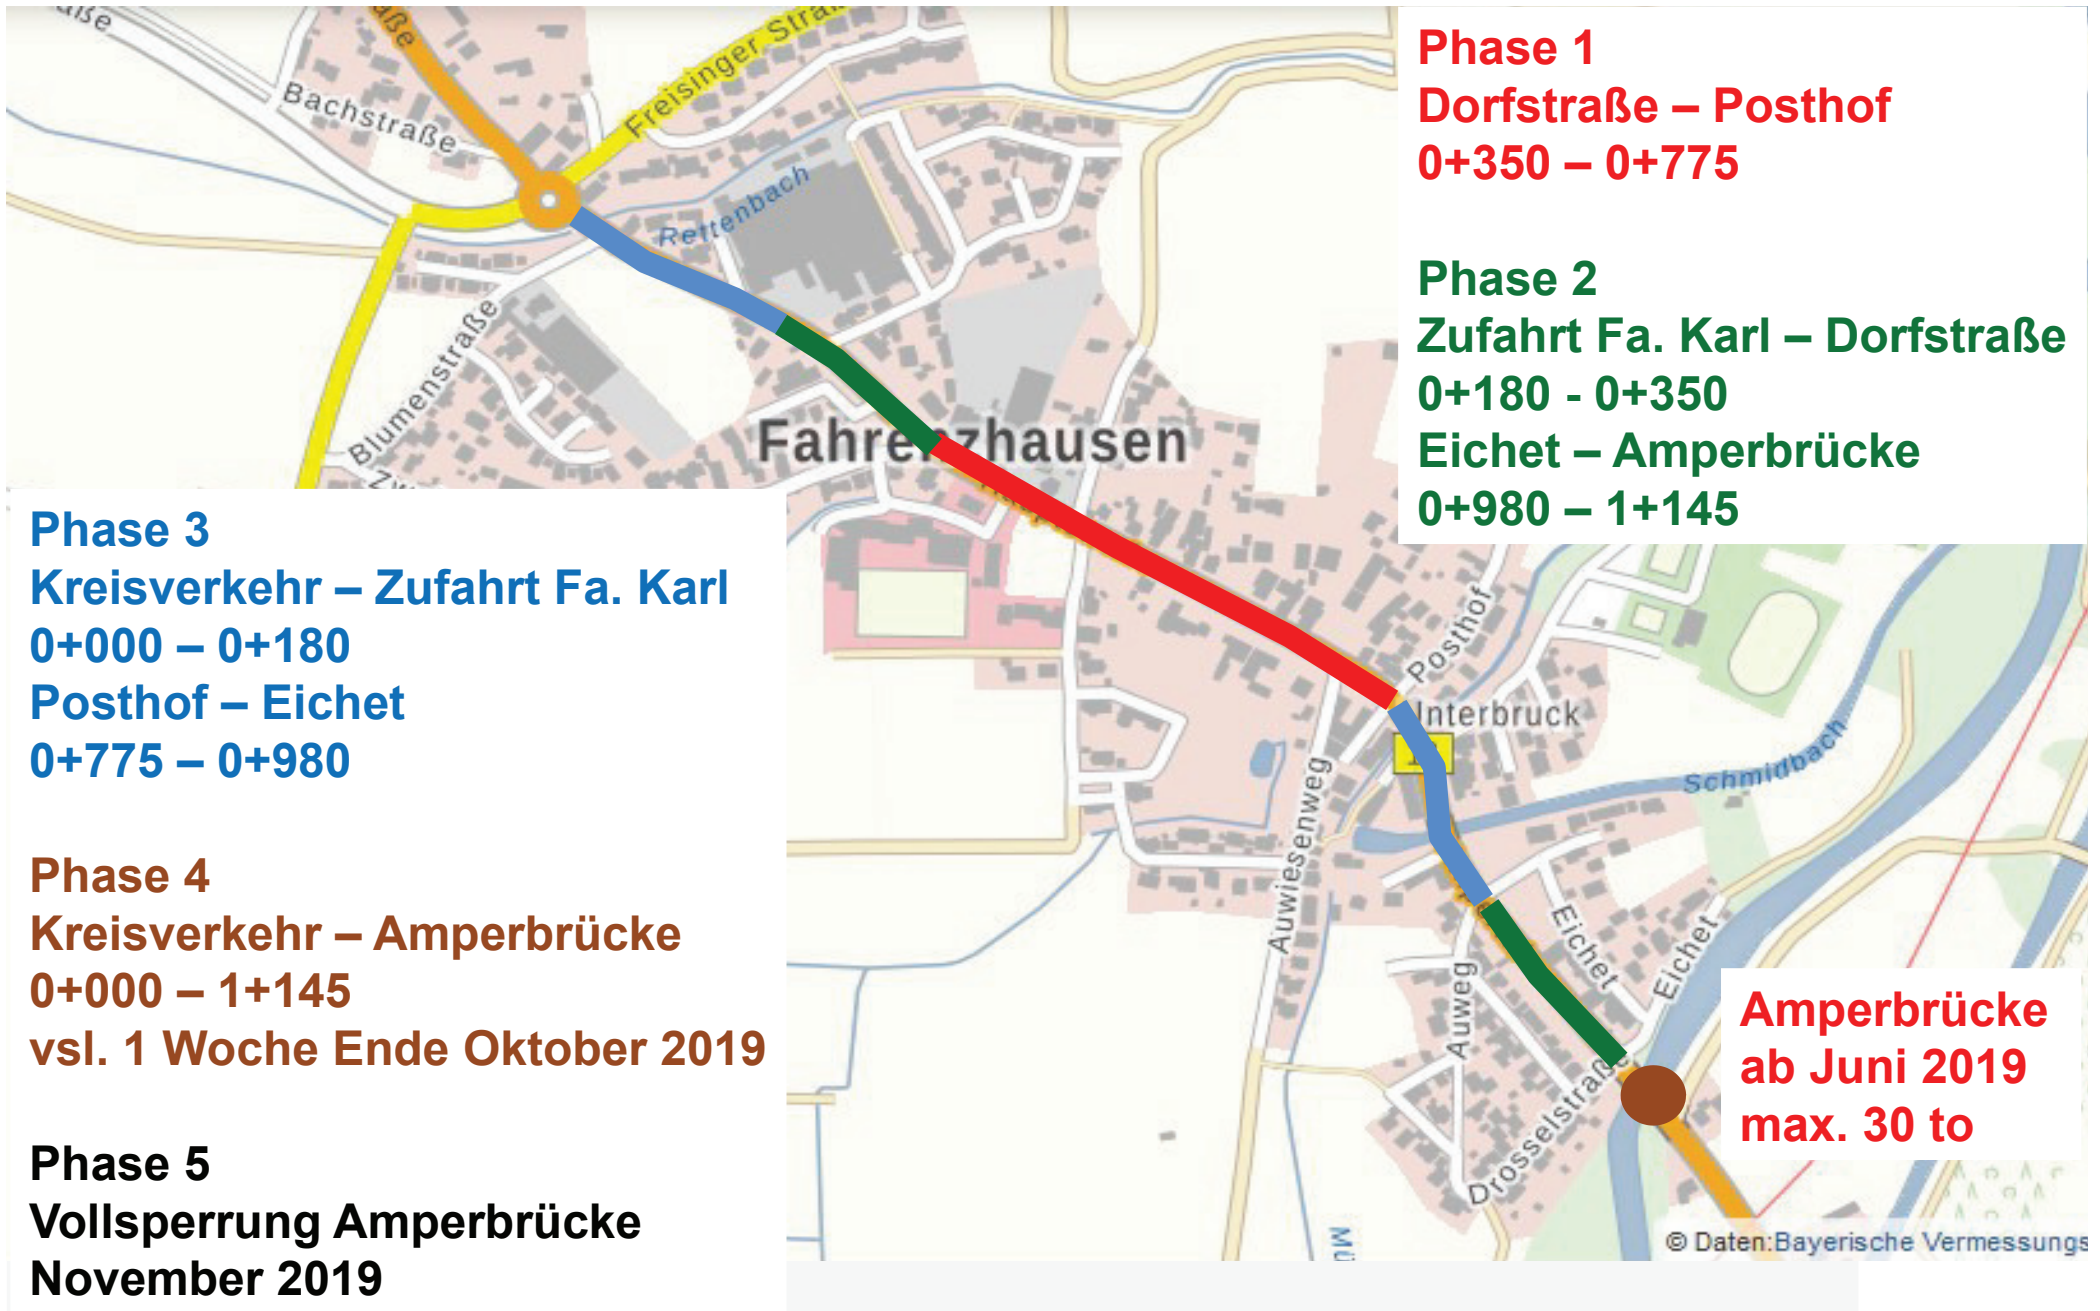 Phase 1
Dorfstraße – Posthof
0+350 – 0+775
Phase 2
Zufahrt Fa. Karl – Dorfstraße
0+180 - 0+350
Eichet – Amperbrücke
0+980 – 1+145
Phase 3
Kreisverkehr – Zufahrt Fa. Karl
0+000 – 0+180
Posthof – Eichet
0+775 – 0+980
Phase 4
Kreisverkehr – Amperbrücke
0+000 – 1+145
vsl. 1 Woche Ende Oktober 2019
Phase 5
Vollsperrung Amperbrücke
November 2019
Amperbrücke
ab Juni 2019
max. 30 to
Bachstraße
Freisinger Straß
Rettenbach
Blumenstraße
Fahrenzhausen
Posthof
Unterbruck
Schmidbach
Auwiesenweg
Eichet
Eichet
Auweg
Drosselstraße
© Daten:Bayerische Vermessungs